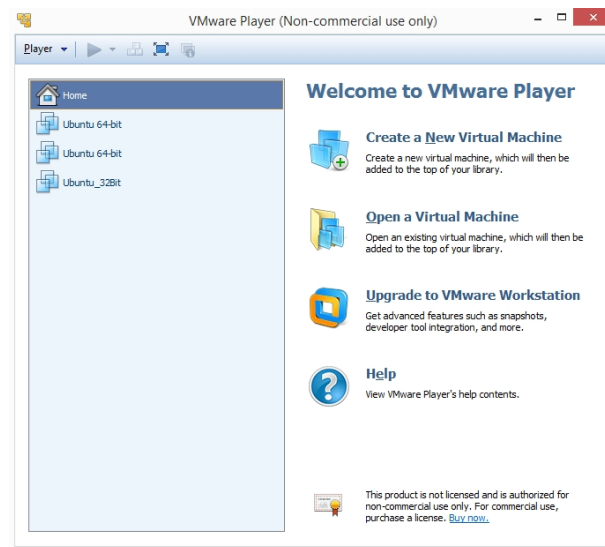 VMware Player (Non-commercial use only)
Player
Home
Ubuntu 64-bit
Ubuntu 64-bit
Ubuntu_32Bit
Welcome to VMware Player
Create a New Virtual Machine
Create a new virtual machine, which will then be
added to the top of your library.
Open a Virtual Machine
Open an existing virtual machine, which will then be
added to the top of your library.
Upgrade to VMware Workstation
Get advanced features such as snapshots,
developer tool integration, and more.
Help
View VMware Player's help contents.
This product is not licensed and is authorized for
non-commercial use only. For commercial use,
purchase a license. Buy now.